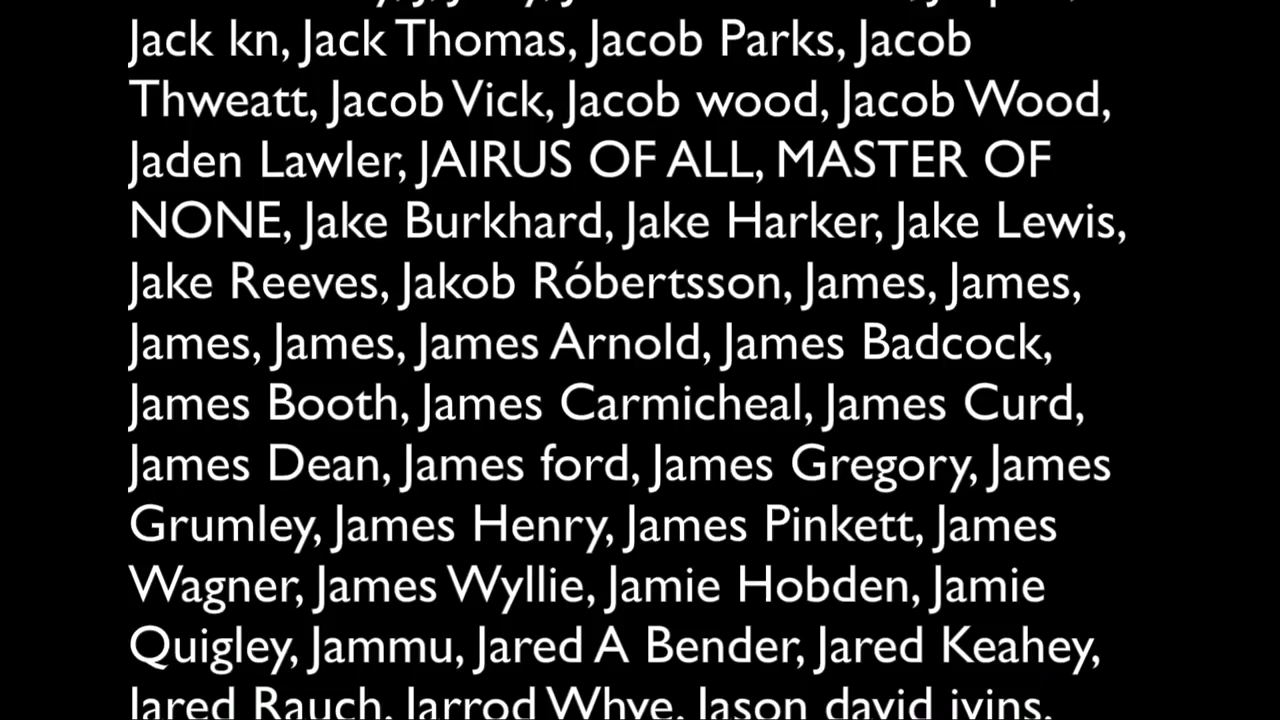 Jack kn, Jack Thomas, Jacob Parks, Jacob
Thweatt, Jacob Vick, Jacob wood, Jacob Wood,
Jaden Lawler, JAIRUS OF ALL, MASTER OF
NONE, Jake Burkhard, Jake Harker, Jake Lewis,
Jake Reeves, Jakob Róbertsson, James, James,
James, James, James Arnold, James Badcock,
James Booth, James Carmicheal, James Curd,
James Dean, James ford, James Gregory, James
Grumley, James Henry, James Pinkett, James
Wagner, James Wyllie, Jamie Hobden, Jamie
Quigley, Jammu, Jared A Bender, Jared Keahey,
Jared Rauch, Jarrod Whye, Jason david ivins,